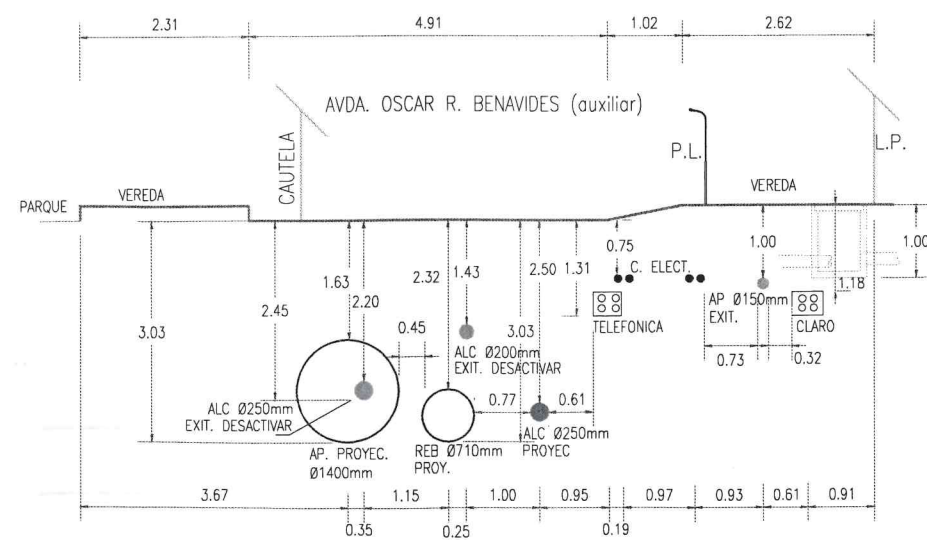 2.31 4.91 1.02 2.62
AVDA. OSCAR R. BENAVIDES (auxiliar)
CAUTELA
P.L.
L.P.
PARQUE
VEREDA
VEREDA
3.03
2.45
1.63
2.20
0.45
2.32
1.43
3.03
2.50
1.31
0.75
C. ELECT.
1.00
1.00
1.18
TELEFONICA
AP Ø150mm
EXIT.
CLARO
0.73
0.32
ALC Ø200mm
EXIT. DESACTIVAR
0.77
0.61
ALC Ø250mm
EXIT. DESACTIVAR
AP. PROYEC.
Ø1400mm
REB Ø710mm
PROY.
ALC Ø250mm
PROYEC
3.67 1.15 1.00 0.95 0.97 0.93 0.61 0.91
0.35 0.25 0.19